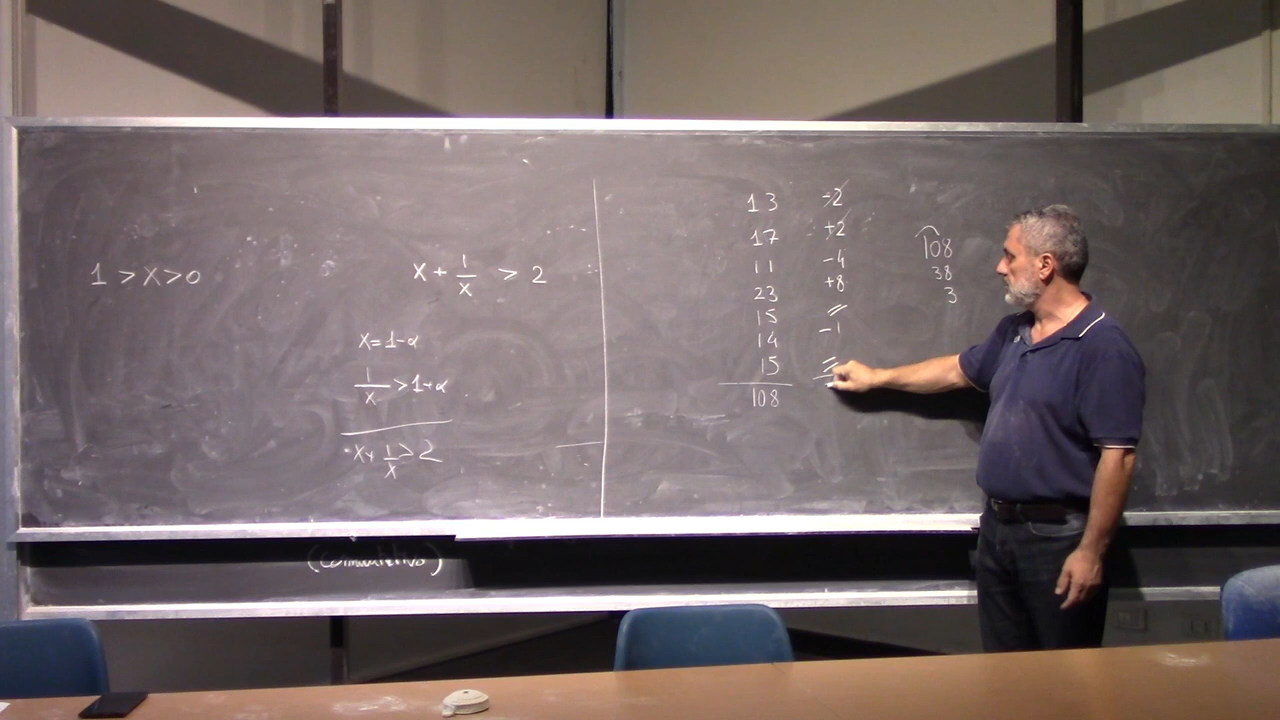 1 > x > 0
x + 1/x > 2
x = 1-α
1/x > 1+α
x + 1/x > 2
13 -2
17 +2
11 -4
23 +8
15 =
14 -1
15 =
108
108
38
3